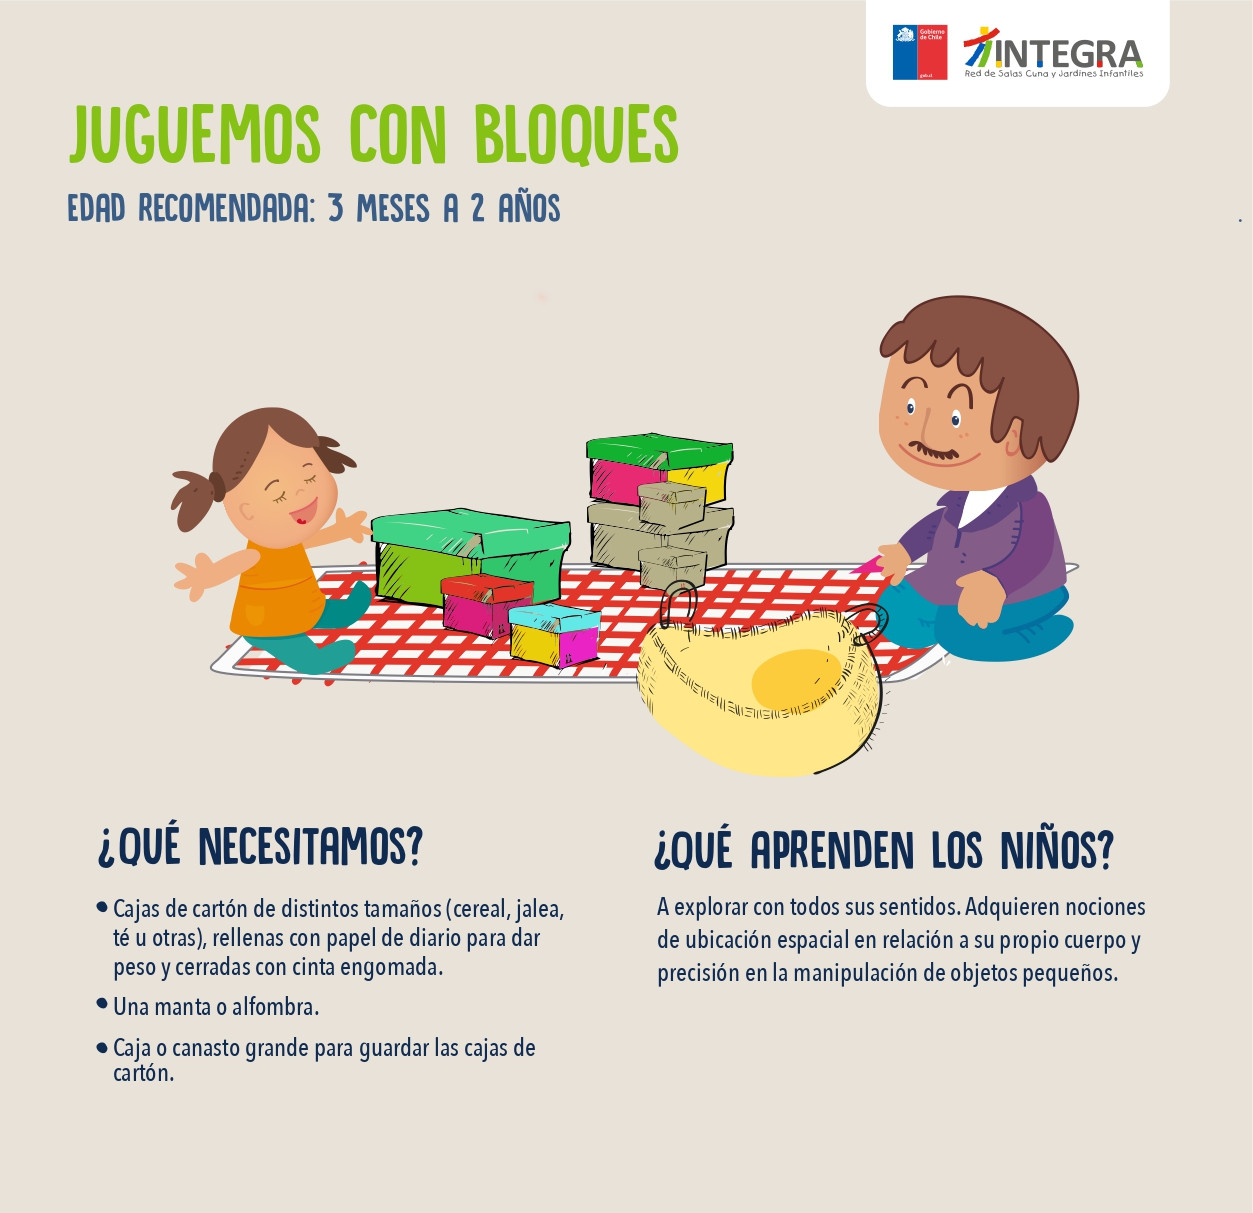 Gobierno
de Chile
gob.cl
INTEGRA
Red de Salas Cuna y Jardines Infantiles
JUGUEMOS CON BLOQUES
EDAD RECOMENDADA: 3 MESES A 2 AÑOS
¿QUÉ NECESITAMOS?
• Cajas de cartón de distintos tamaños (cereal, jalea,
té u otras), rellenas con papel de diario para dar
peso y cerradas con cinta engomada.
• Una manta o alfombra.
• Caja o canasto grande para guardar las cajas de
cartón.
¿QUÉ APRENDEN LOS NIÑOS?
A explorar con todos sus sentidos. Adquieren nociones
de ubicación espacial en relación a su propio cuerpo y
precisión en la manipulación de objetos pequeños.